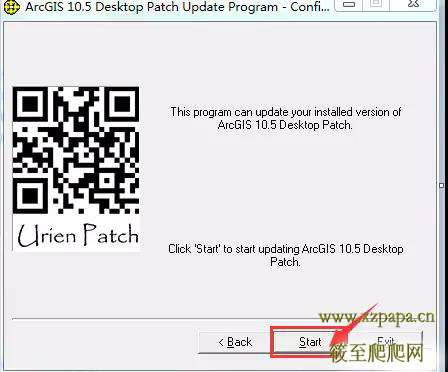 ArcGIS 10.5 Desktop Patch Update Program - Confi...
This program can update your installed version of
ArcGIS 10.5 Desktop Patch.
Urien Patch
Click 'Start' to start updating ArcGIS 10.5 Desktop
Patch.
www.xzpapa.cn
< Back
Start
Exit
筱至爬爬网